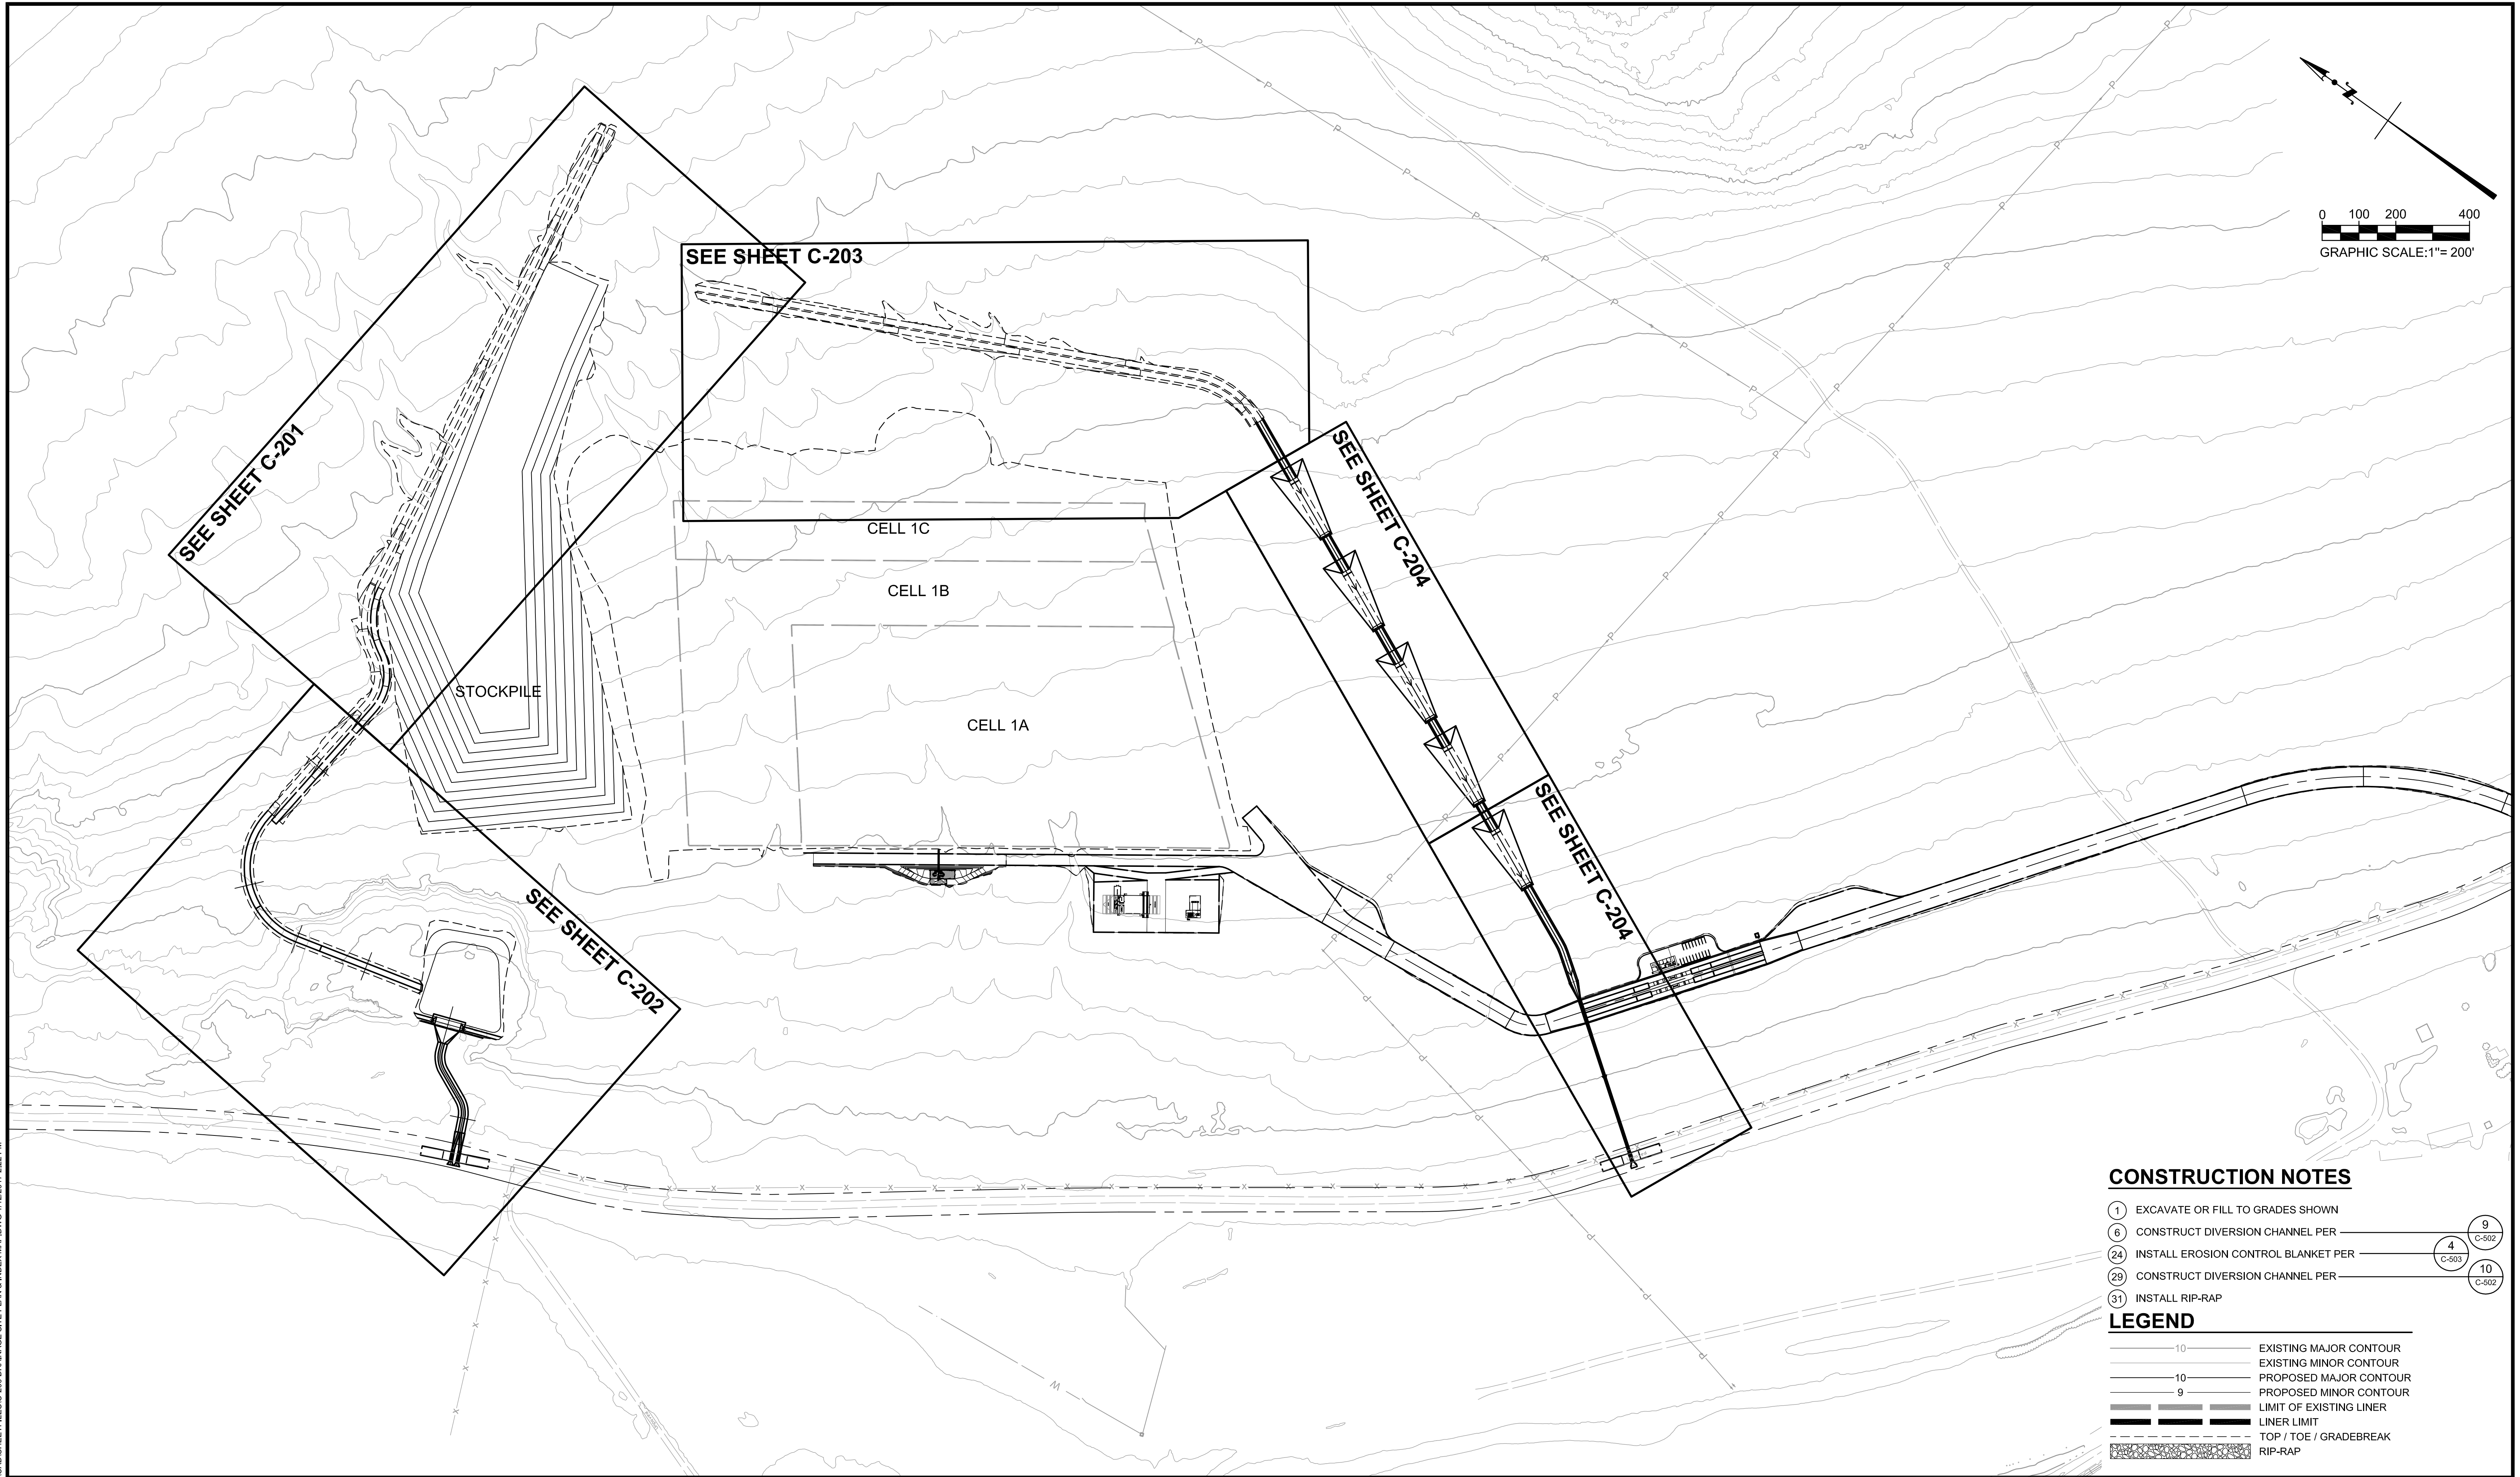 N
0 100 200 400
GRAPHIC SCALE:1"= 200'
SEE SHEET C-203
SEE SHEET C-201
SEE SHEET C-204
CELL 1C
CELL 1B
STOCKPILE
CELL 1A
SEE SHEET C-204
SEE SHEET C-202
W
CONSTRUCTION NOTES
1 EXCAVATE OR FILL TO GRADES SHOWN
6 CONSTRUCT DIVERSION CHANNEL PER 9 C-502
24 INSTALL EROSION CONTROL BLANKET PER 4 C-503
29 CONSTRUCT DIVERSION CHANNEL PER 10 C-502
31 INSTALL RIP-RAP
LEGEND
10 EXISTING MAJOR CONTOUR
EXISTING MINOR CONTOUR
10 PROPOSED MAJOR CONTOUR
9 PROPOSED MINOR CONTOUR
LIMIT OF EXISTING LINER
LINER LIMIT
TOP / TOE / GRADEBREAK
RIP-RAP